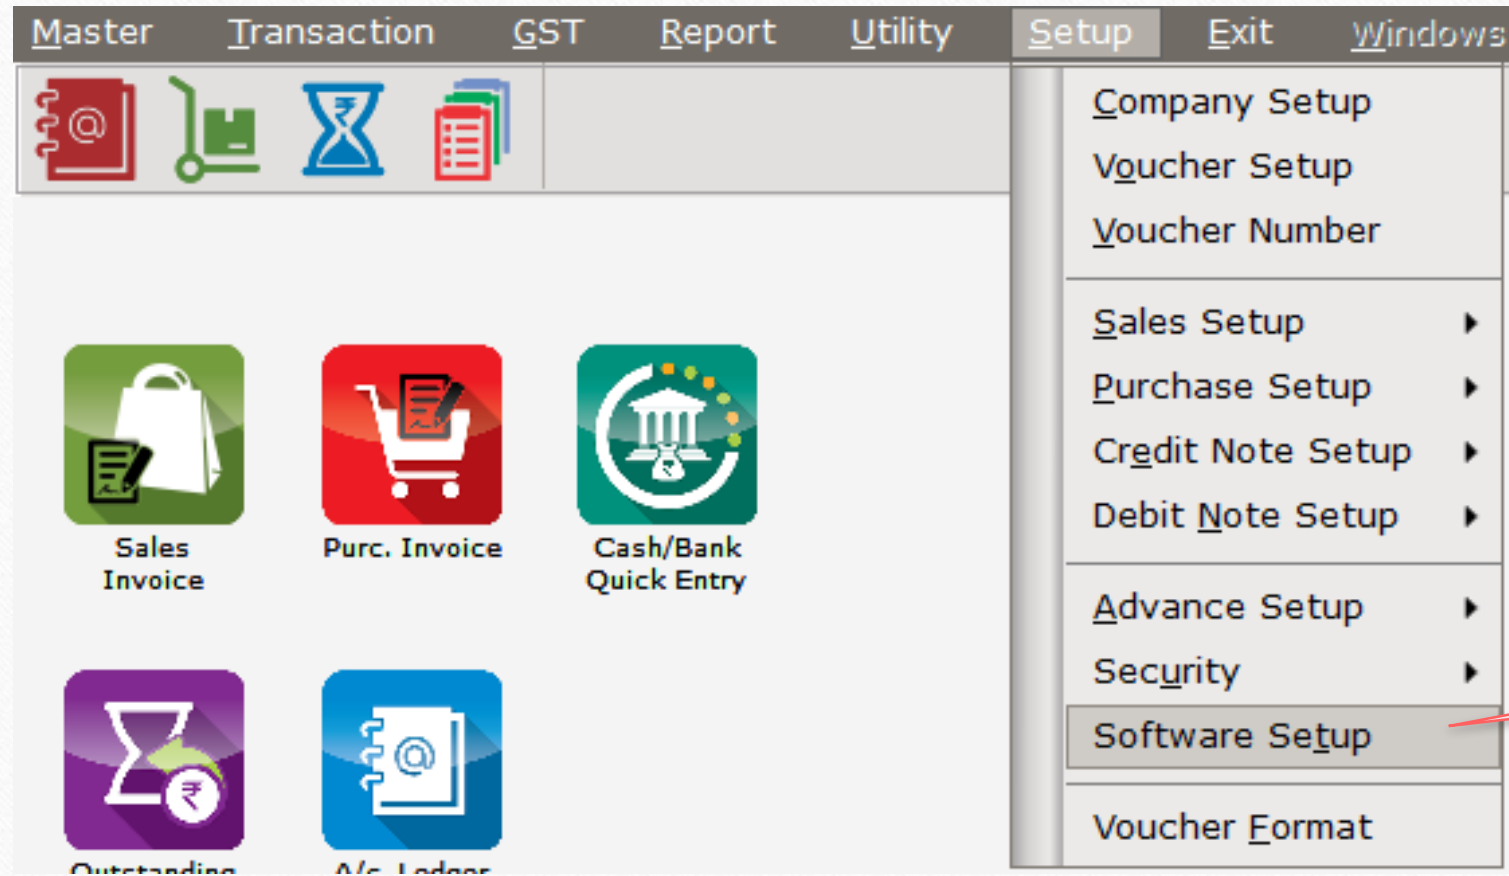 Master Transaction GST Report Utility Setup Exit Windows
Company Setup
Voucher Setup
Voucher Number
Sales Setup
Purchase Setup
Credit Note Setup
Debit Note Setup
Advance Setup
Security
Software Setup
Voucher Format
Sales
Invoice
Purc. Invoice
Cash/Bank
Quick Entry
Outstanding
A/c. Ledger